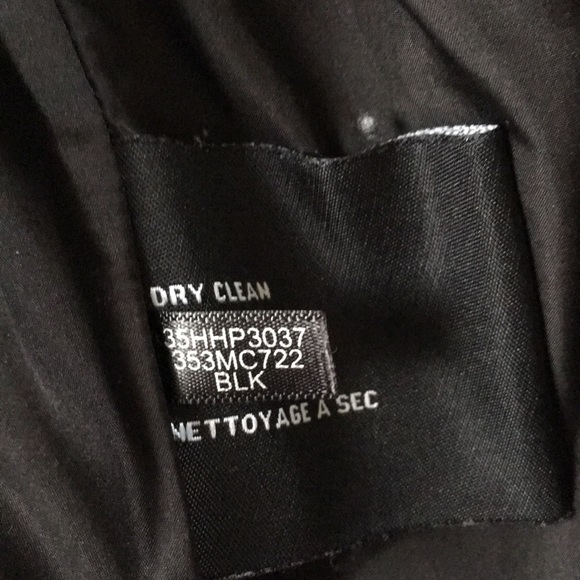 DRY CLEAN
35HHP3037
353MC722
BLK
NETTOYAGE A SEC